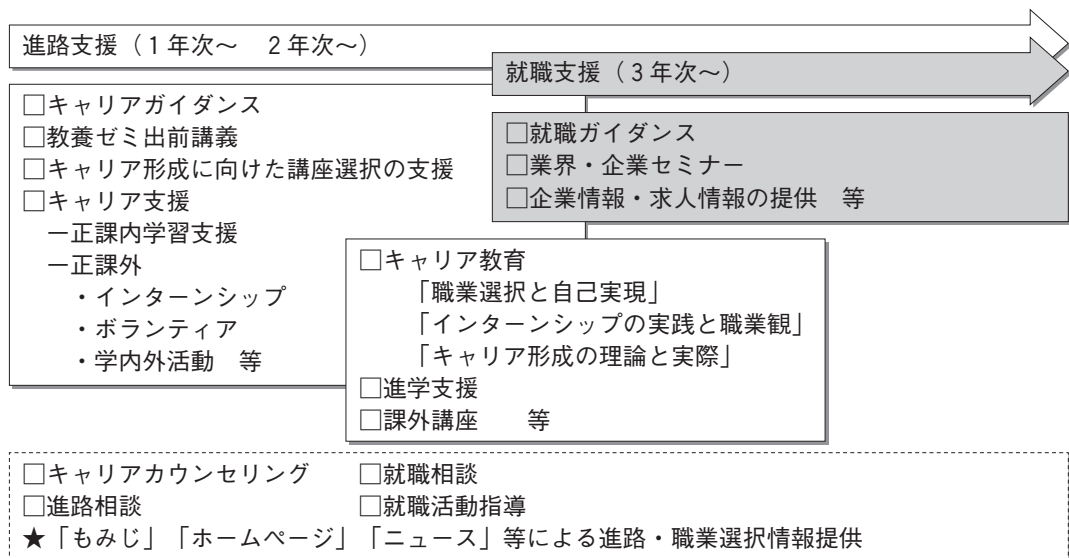 進路支援（1年次～　2年次～）
就職支援（3年次～）
□キャリアガイダンス
□教養ゼミ出前講義
□キャリア形成に向けた講座選択の支援
□キャリア支援
－正課内学習支援
－正課外
・インターンシップ
・ボランティア
・学内外活動　等
□就職ガイダンス
□業界・企業セミナー
□企業情報・求人情報の提供　等
□キャリア教育
「職業選択と自己実現」
「インターンシップの実践と職業観」
「キャリア形成の理論と実際」
□進学支援
□課外講座　　等
□キャリアカウンセリング　　□就職相談
□進路相談　　□就職活動指導
★「もみじ」「ホームページ」「ニュース」等による進路・職業選択情報提供